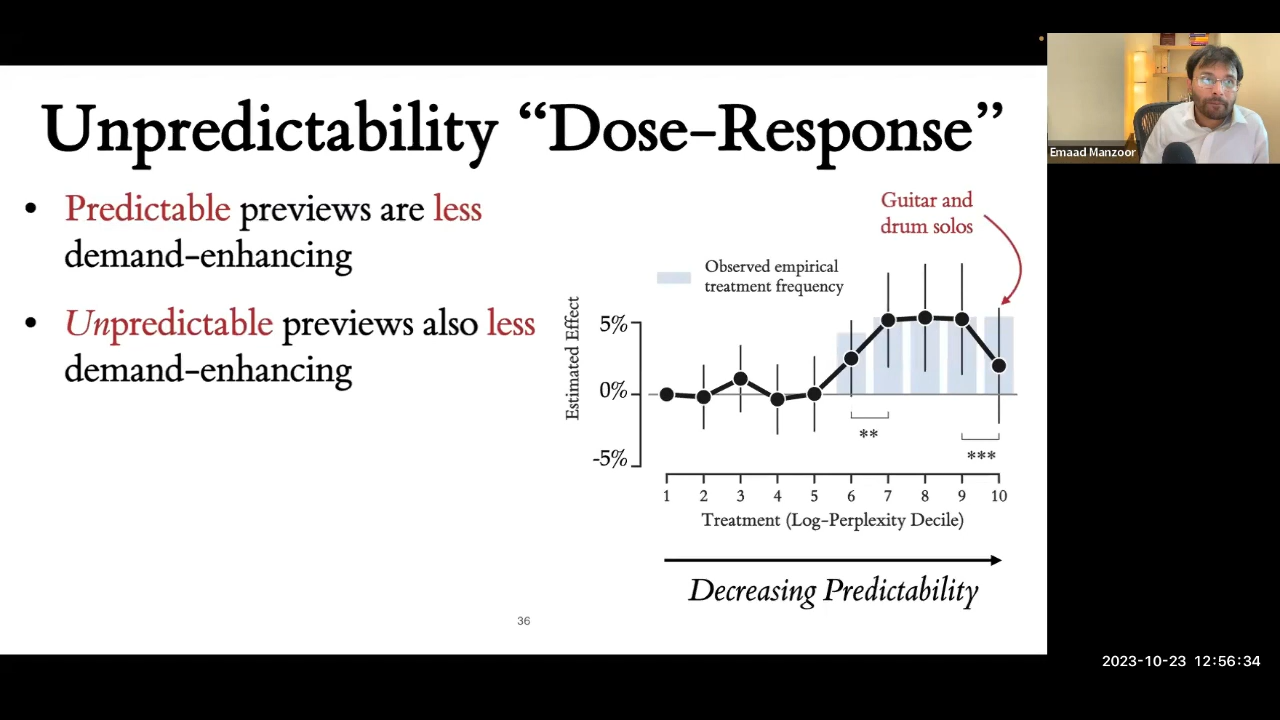 Unpredictability “Dose-Response”
• Predictable previews are less
demand-enhancing
• Unpredictable previews also less
demand-enhancing
Guitar and
drum solos
Observed empirical
treatment frequency
Estimated Effect
5%
0%
-5%
**
***
1 2 3 4 5 6 7 8 9 10
Treatment (Log-Perplexity Decile)
Decreasing Predictability
36
Emaad Manzoor
2023-10-23 12:56:34